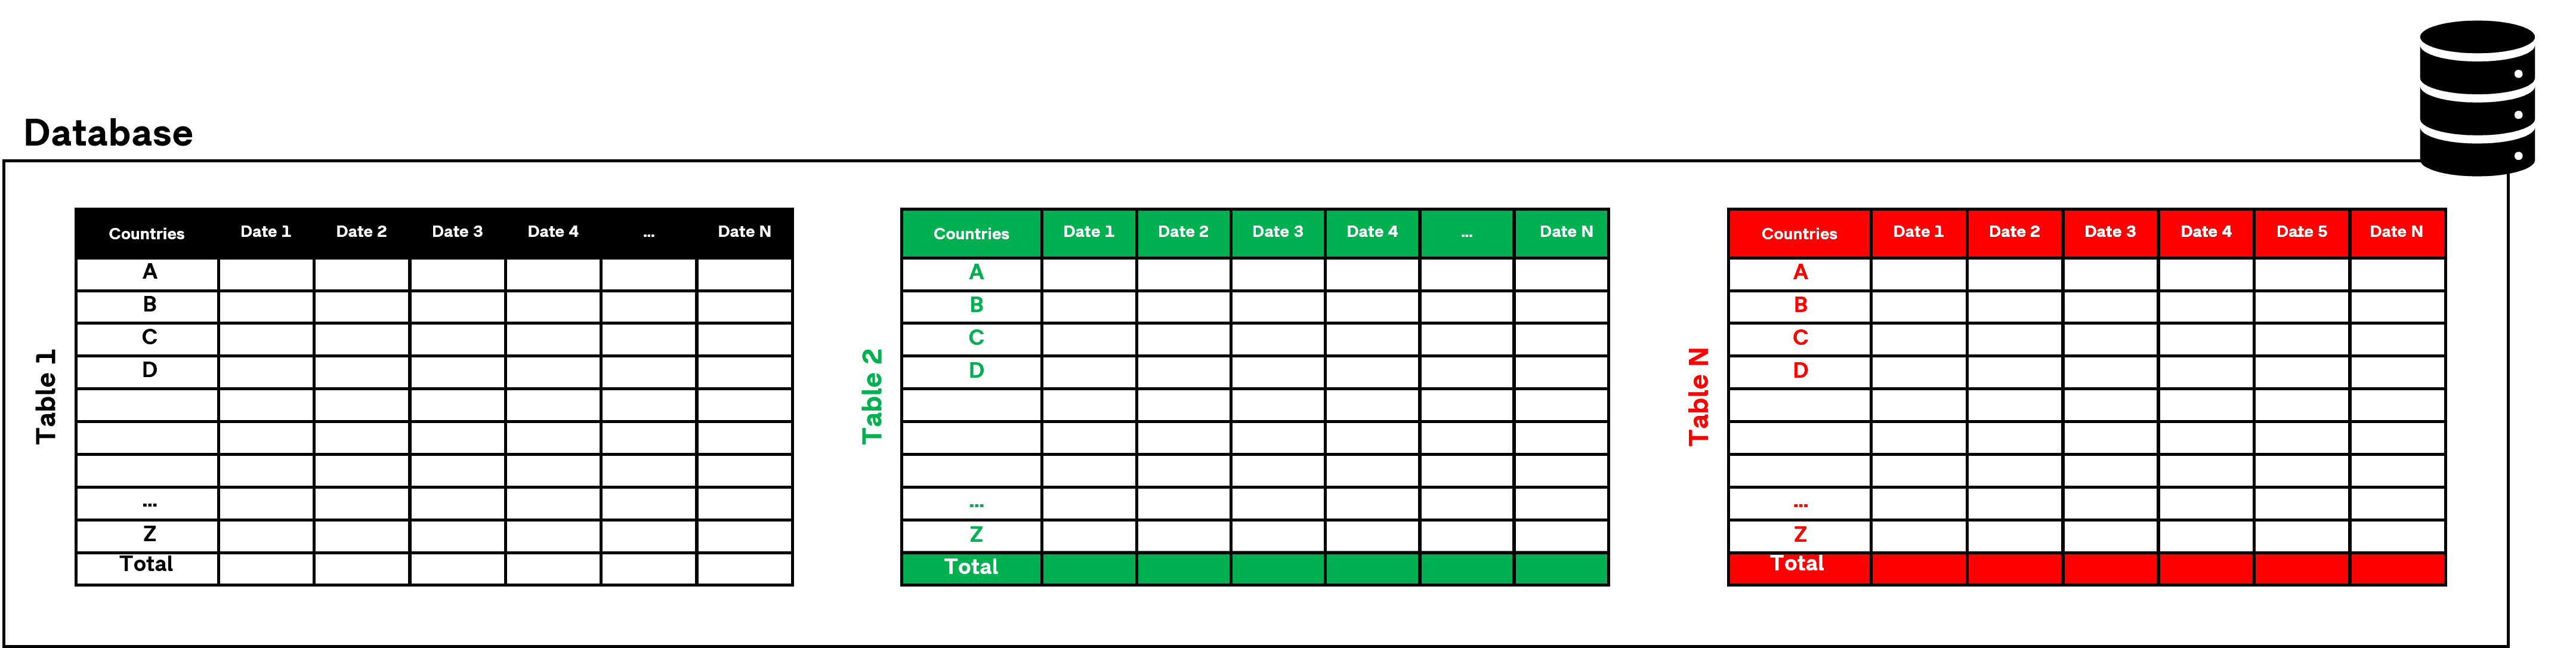 Database
Table 1
Countries Date 1 Date 2 Date 3 Date 4 ... Date N
A
B
C
D
...
Z
Total
Table 2
Countries Date 1 Date 2 Date 3 Date 4 ... Date N
A
B
C
D
...
Z
Total
Table N
Countries Date 1 Date 2 Date 3 Date 4 Date 5 Date N
A
B
C
D
...
Z
Total